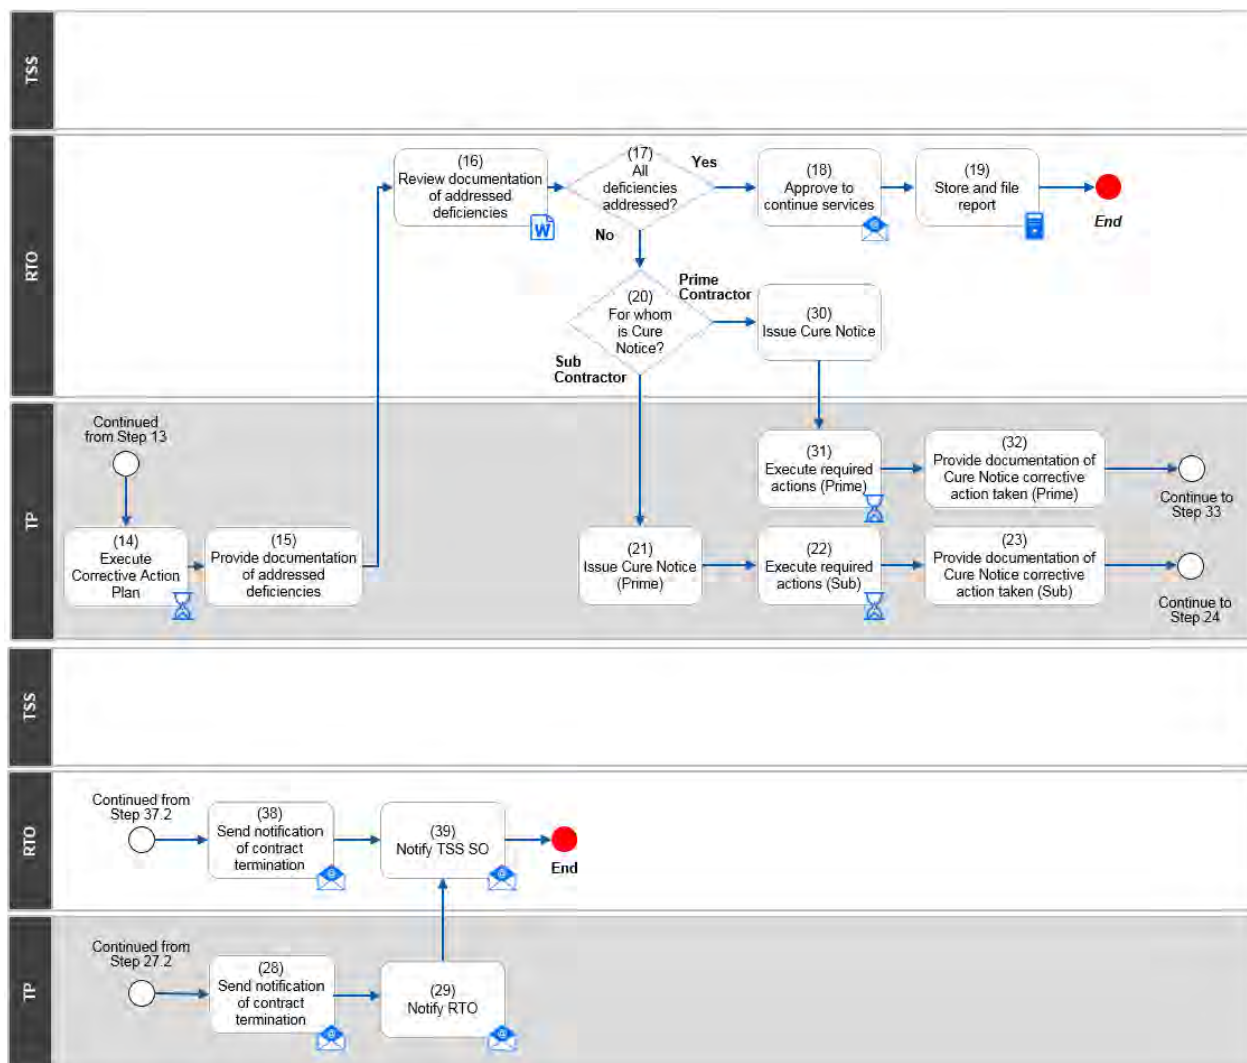 TSS
RTO
(16)
Review documentation
of addressed
deficiencies
W
(17)
All
deficiencies
addressed?
Yes
No
(18)
Approve to
continue services
(19)
Store and file
report
End
(20)
For whom
is Cure
Notice?
Prime
Contractor
Sub
Contractor
(30)
Issue Cure Notice
TP
Continued
from Step 13
(14)
Execute
Corrective Action
Plan
(15)
Provide documentation
of addressed
deficiencies
(31)
Execute required
actions (Prime)
(32)
Provide documentation of
Cure Notice corrective
action taken (Prime)
Continue to
Step 33
(21)
Issue Cure Notice
(Prime)
(22)
Execute required
actions (Sub)
(23)
Provide documentation of
Cure Notice corrective
action taken (Sub)
Continue to
Step 24
TSS
RTO
Continued from
Step 37.2
(38)
Send notification
of contract
termination
@
(39)
Notify TSS SO
@
End
TP
Continued from
Step 27.2
(28)
Send notification
of contract
termination
@
(29)
Notify RTO
@